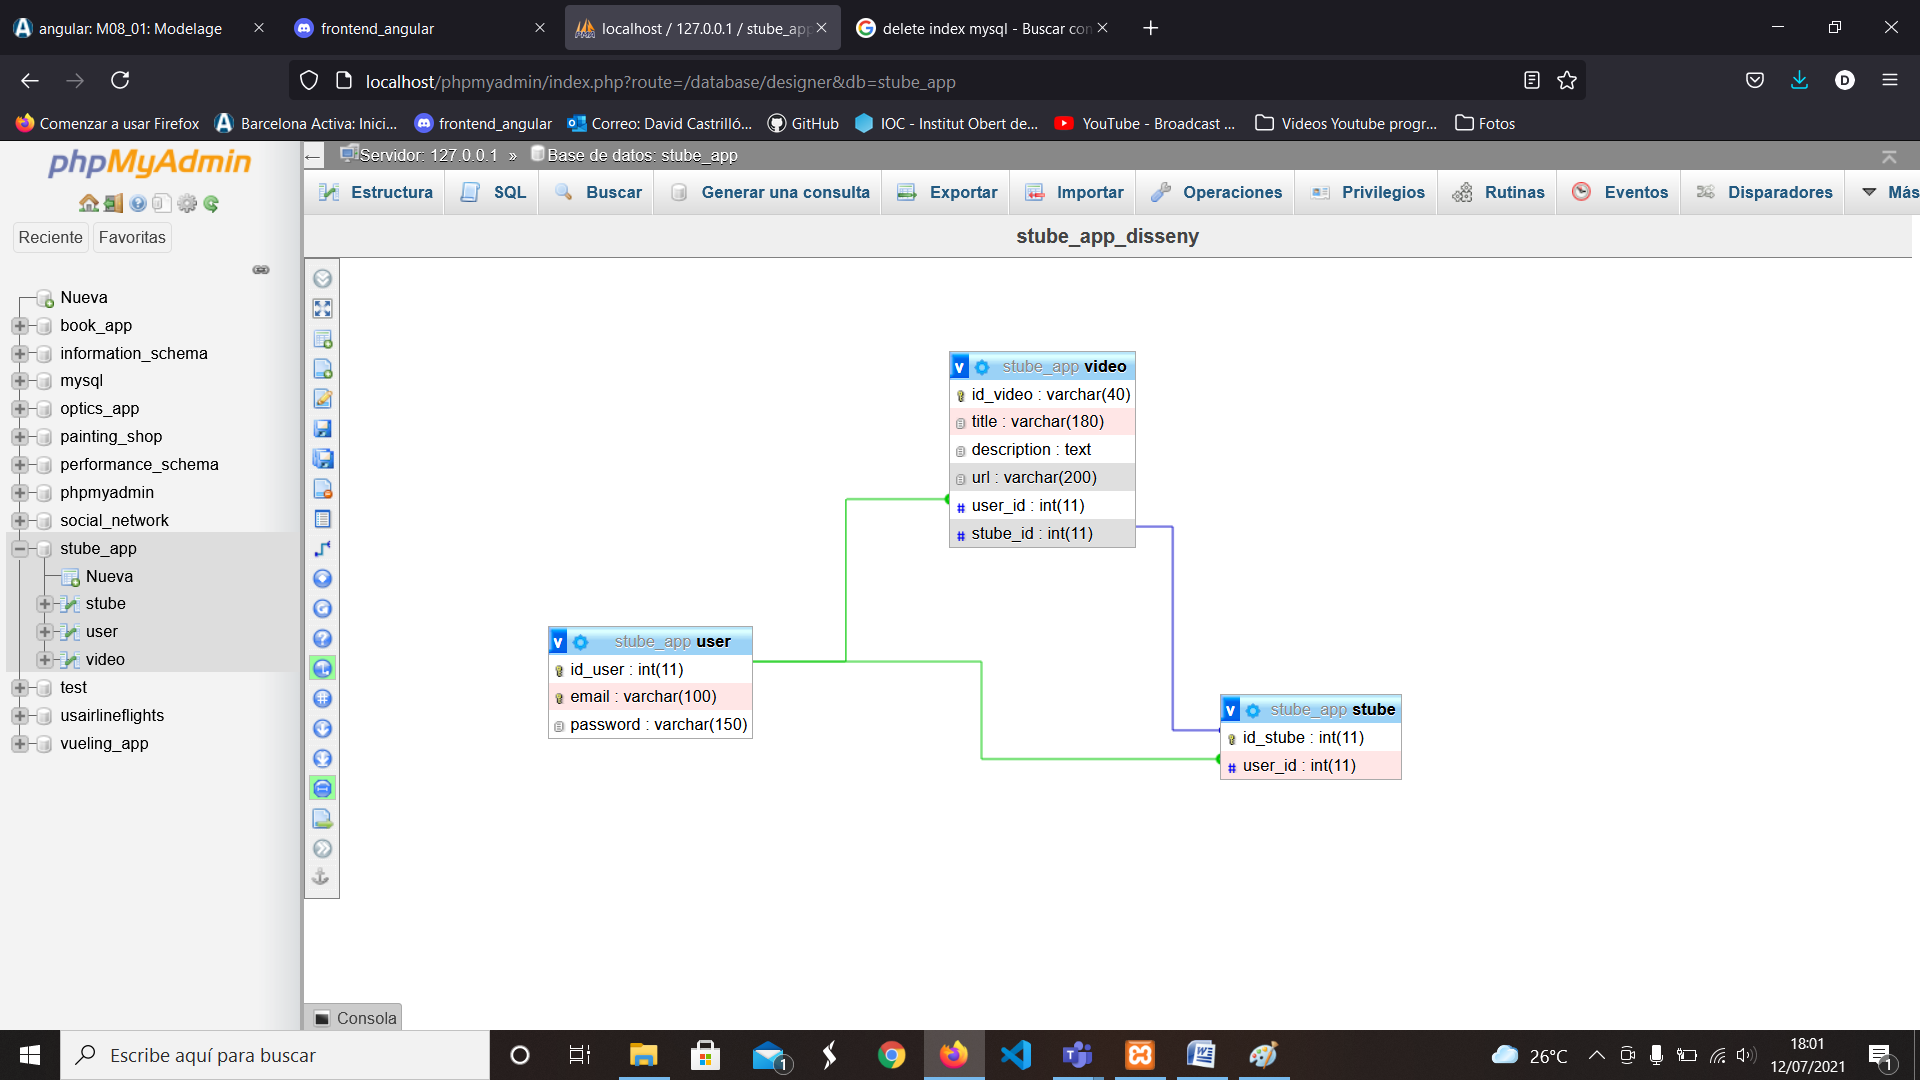 angular: M08_01: Modelage
frontend_angular
localhost / 127.0.0.1 / stube_app
delete index mysql - Buscar con
localhost/phpmyadmin/index.php?route=/database/designer&db=stube_app
D
Comenzar a usar Firefox
Barcelona Activa: Inici...
frontend_angular
Correo: David Castrilló...
GitHub
IOC - Institut Obert de...
YouTube - Broadcast ...
Videos Youtube progr...
Fotos
phpMyAdmin
Reciente
Favoritas
Nueva
book_app
information_schema
mysql
optics_app
painting_shop
performance_schema
phpmyadmin
social_network
stube_app
Nueva
stube
user
video
test
usairlineflights
vueling_app
Servidor: 127.0.0.1 » Base de datos: stube_app
Estructura
SQL
Buscar
Generar una consulta
Exportar
Importar
Operaciones
Privilegios
Rutinas
Eventos
Disparadores
Más
stube_app_disseny
v stube_app video
id_video : varchar(40)
title : varchar(180)
description : text
url : varchar(200)
# user_id : int(11)
# stube_id : int(11)
v stube_app user
id_user : int(11)
email : varchar(100)
password : varchar(150)
v stube_app stube
id_stube : int(11)
# user_id : int(11)
Consola
Escribe aquí para buscar
1
26°C
18:01
12/07/2021
1